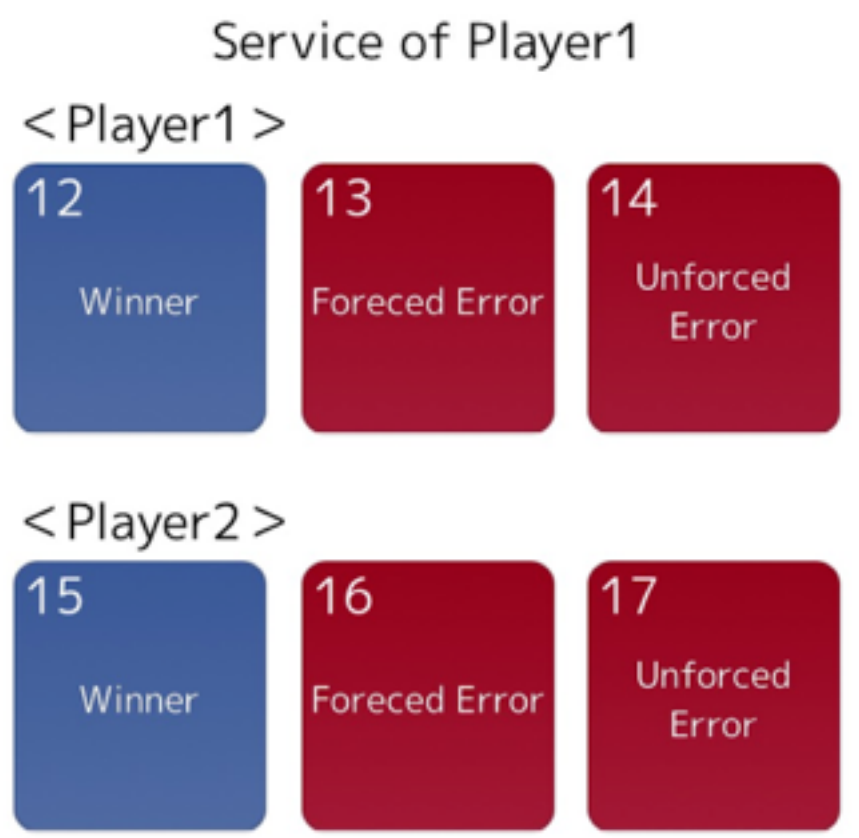 Service of Player1
<Player1>
12
13
14
Winner
Foreced Error
Unforced
Error
<Player2>
15
16
17
Winner
Foreced Error
Unforced
Error